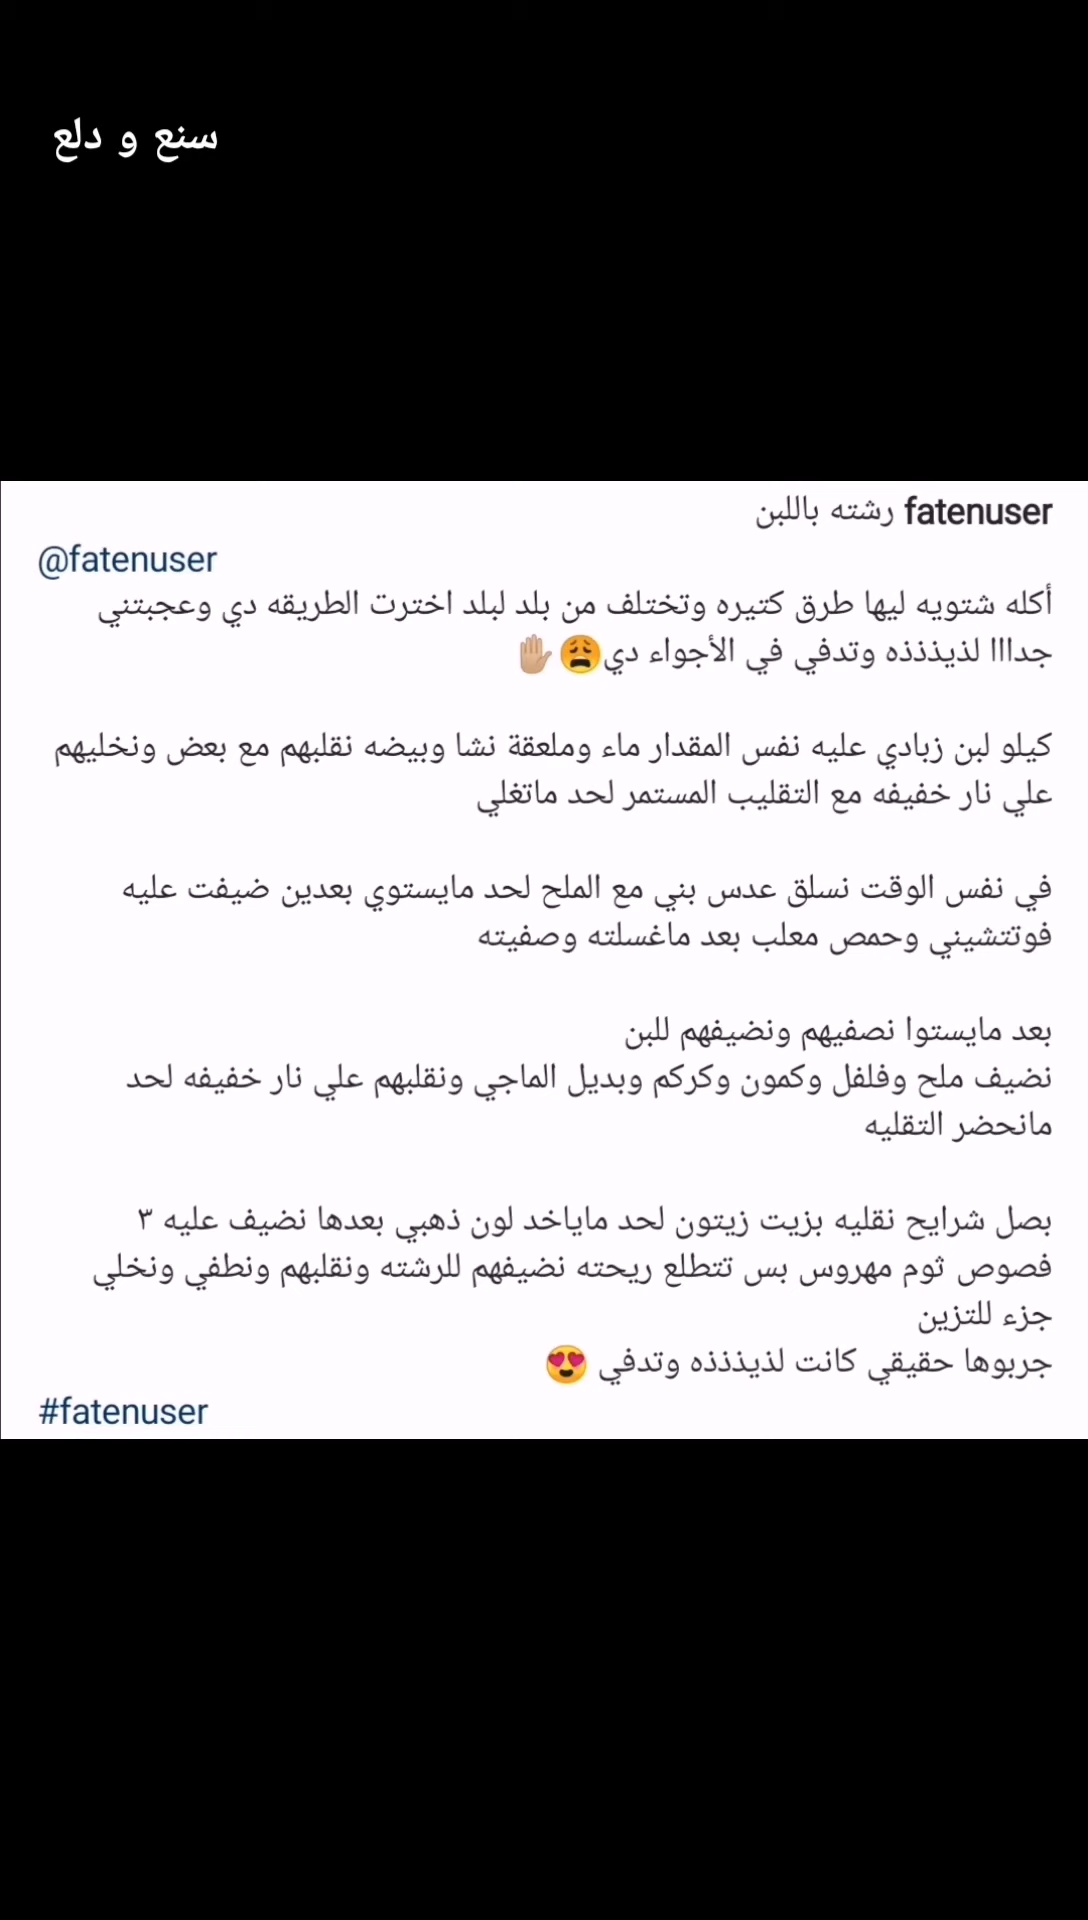 سنع و دلع
fatenuser رشته باللبن
@fatenuser
أكله شتويه ليها طرق كتيره وتختلف من بلد لبلد اخترت الطريقه دي وعجبتني
جدااا لذيذذذه وتدفي في الأجواء دي😩✋🏼
كيلو لبن زبادي عليه نفس المقدار ماء وملعقة نشا وبيضه نقلبهم مع بعض ونخليهم
علي نار خفيفه مع التقليب المستمر لحد ماتغلي
في نفس الوقت نسلق عدس بني مع الملح لحد مايستوي بعدين ضيفت عليه
فوتتشيني وحمص معلب بعد ماغسلته وصفيته
بعد مايستوا نصفيهم ونضيفهم للبن
نضيف ملح وفلفل وكمون وكركم وبديل الماجي ونقلبهم علي نار خفيفه لحد
مانحضر التقليه
بصل شرايح نقليه بزيت زيتون لحد ماياخد لون ذهبي بعدها نضيف عليه ٣
فصوص ثوم مهروس بس تتطلع ريحته نضيفهم للرشته ونقلبهم ونطفي ونخلي
جزء للتزين
جربوها حقيقي كانت لذيذذذه وتدفي 😍
#fatenuser